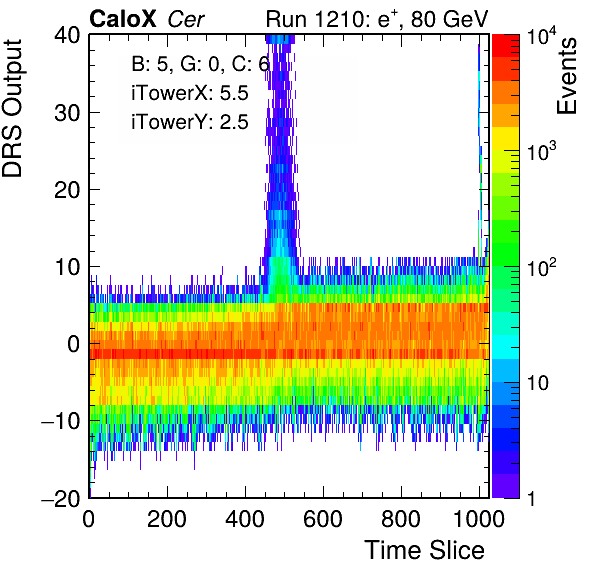 CaloX Cer Run 1210: e⁺, 80 GeV
B: 5, G: 0, C: 6
iTowerX: 5.5
iTowerY: 2.5
DRS Output
40
30
20
10
0
−10
−20
0 200 400 600 800 1000
Time Slice
Events
10⁴
10³
10²
10
1